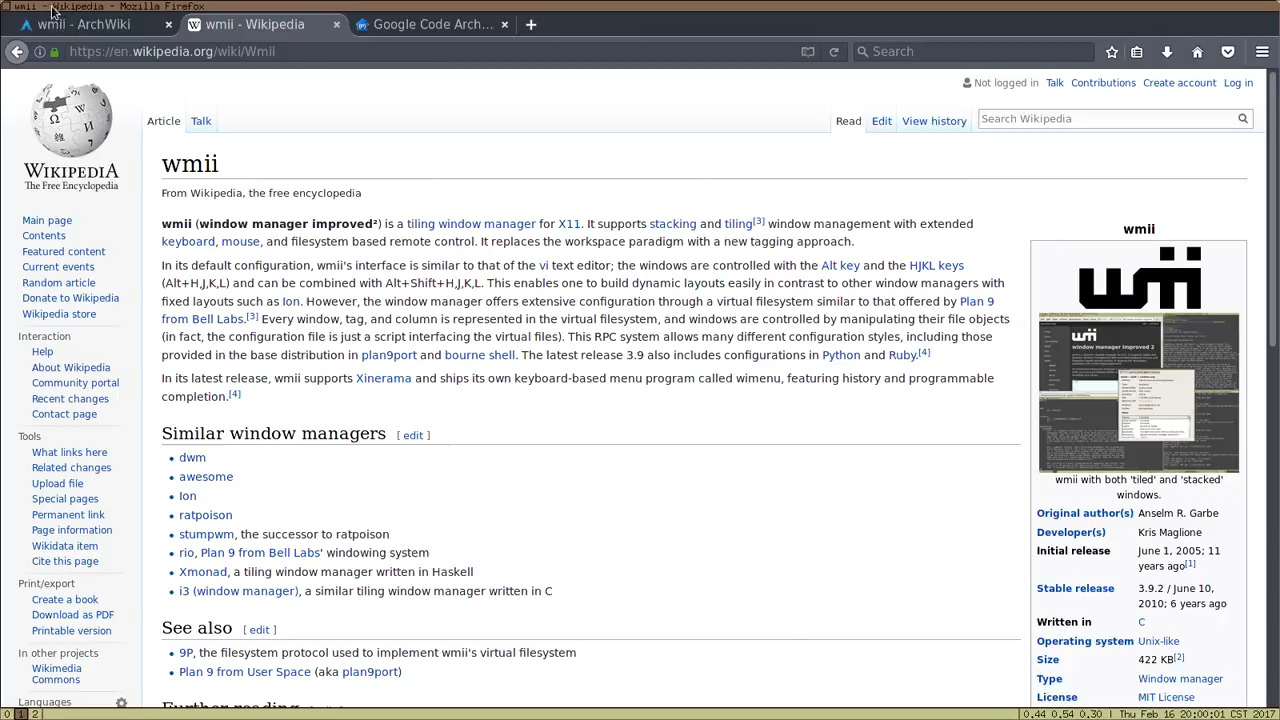 wmii - Wikipedia - Mozilla Firefox
wmii - ArchWiki ×
wmii - Wikipedia ×
Google Code Arch... ×
https://en.wikipedia.org/wiki/Wmii
Search
Not logged in Talk Contributions Create account Log in
Article Talk
Read Edit View history
Search Wikipedia
WIKIPEDIA
The Free Encyclopedia
Main page
Contents
Featured content
Current events
Random article
Donate to Wikipedia
Wikipedia store
Interaction
Help
About Wikipedia
Community portal
Recent changes
Contact page
Tools
What links here
Related changes
Upload file
Special pages
Permanent link
Page information
Wikidata item
Cite this page
Print/export
Create a book
Download as PDF
Printable version
In other projects
Wikimedia
Commons
Languages
wmii
From Wikipedia, the free encyclopedia
wmii (window manager improved²) is a tiling window manager for X11. It supports stacking and tiling[3] window management with extended
keyboard, mouse, and filesystem based remote control. It replaces the workspace paradigm with a new tagging approach.
In its default configuration, wmii's interface is similar to that of the vi text editor; the windows are controlled with the Alt key and the HJKL keys
(Alt+H,J,K,L) and can be combined with Alt+Shift+H,J,K,L. This enables one to build dynamic layouts easily in contrast to other window managers with
fixed layouts such as Ion. However, the window manager offers extensive configuration through a virtual filesystem similar to that offered by Plan 9
from Bell Labs.[3] Every window, tag, and column is represented in the virtual filesystem, and windows are controlled by manipulating their file objects
(in fact, the configuration file is just a script interfacing the virtual files). This RPC system allows many different configuration styles, including those
provided in the base distribution in plan9port and bourne shell. The latest release 3.9 also includes configurations in Python and Ruby.[4]
In its latest release, wmii supports Xinerama and ships its own keyboard-based menu program called wimenu, featuring history and programmable
completion.[4]
Similar window managers [ edit ]
• dwm
• awesome
• Ion
• ratpoison
• stumpwm, the successor to ratpoison
• rio, Plan 9 from Bell Labs' windowing system
• Xmonad, a tiling window manager written in Haskell
• i3 (window manager), a similar tiling window manager written in C
See also [ edit ]
• 9P, the filesystem protocol used to implement wmii's virtual filesystem
• Plan 9 from User Space (aka plan9port)
Further reading
wmii
wmii
wmii
window manager improved 2
wmii with both 'tiled' and 'stacked'
windows.
Original author(s) Anselm R. Garbe
Developer(s) Kris Maglione
Initial release June 1, 2005; 11
years ago[1]
Stable release 3.9.2 / June 10,
2010; 6 years ago
Written in C
Operating system Unix-like
Size 422 KB[2]
Type Window manager
License MIT License
0 1 2
0.44 0.54 0.30 | Thu Feb 16 20:00:01 CST 2017